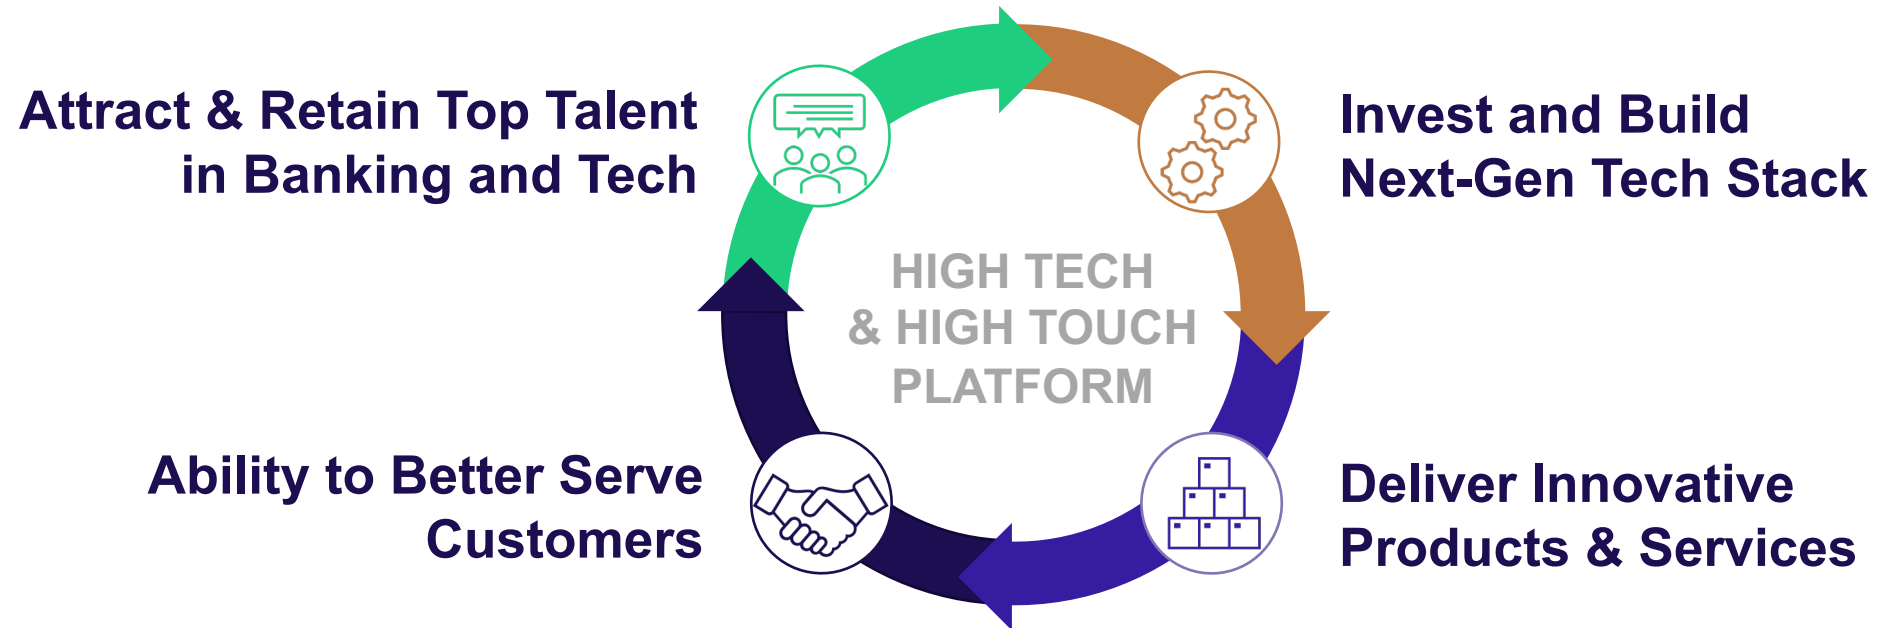 Attract & Retain Top Talent
in Banking and Tech
Invest and Build
Next-Gen Tech Stack
HIGH TECH
& HIGH TOUCH
PLATFORM
Ability to Better Serve
Customers
Deliver Innovative
Products & Services